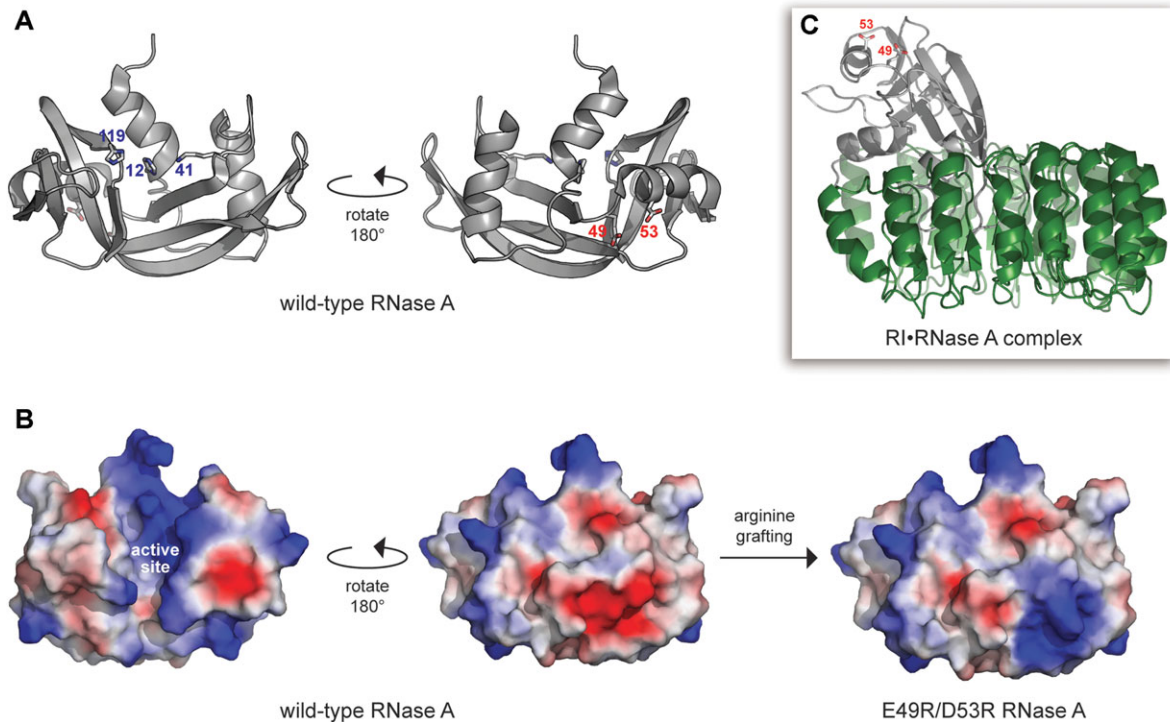 A
119
12
41
rotate
180°
49
53
wild-type RNase A
C
53
49
RI•RNase A complex
B
active
site
rotate
180°
arginine
grafting
wild-type RNase A
E49R/D53R RNase A